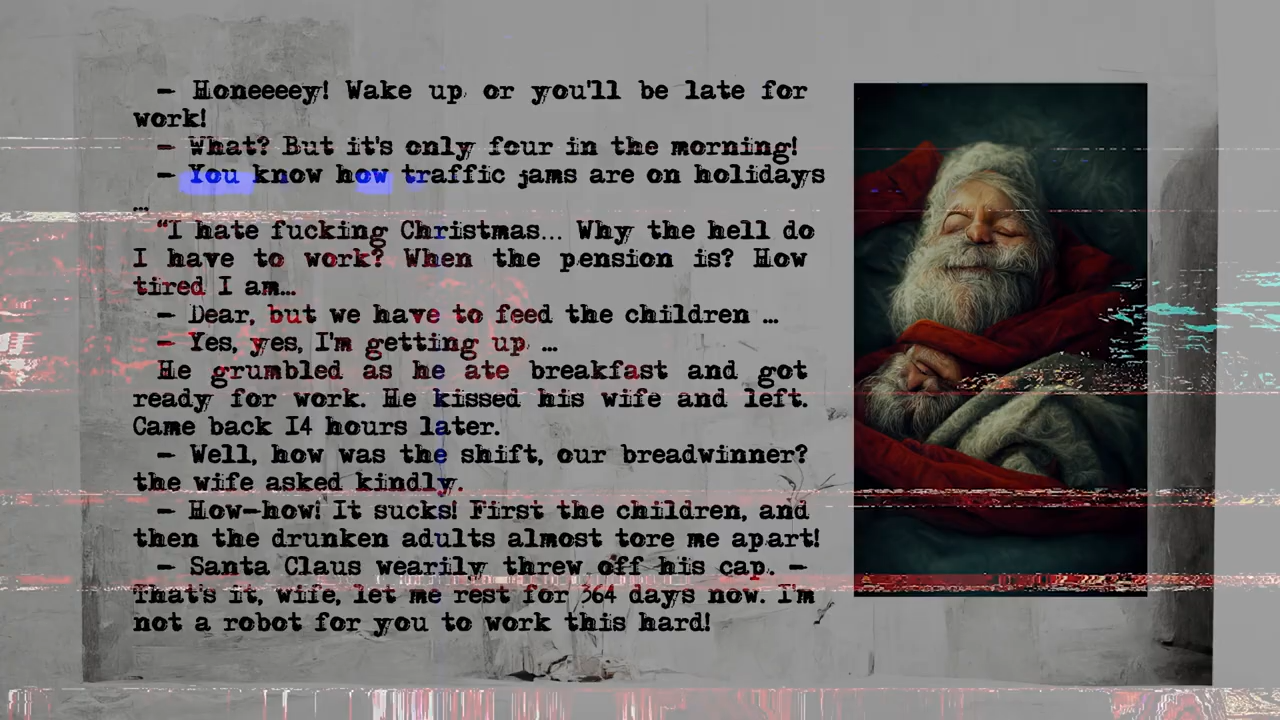 — Honeeeey! Wake up or you'll be late for
work!
— What? But it's only four in the morning!
— You know how traffic jams are on holidays
...
“I hate fucking Christmas... Why the hell do
I have to work? When the pension is? How
tired I am...
— Dear, but we have to feed the children ...
— Yes, yes, I'm getting up ...
He grumbled as he ate breakfast and got
ready for work. He kissed his wife and left.
Came back 14 hours later.
— Well, how was the shift, our breadwinner?
the wife asked kindly.
— How-how! It sucks! First the children, and
then the drunken adults almost tore me apart!
— Santa Claus wearily threw off his cap. —
That's it, wife, let me rest for 364 days now. I'm
not a robot for you to work this hard!